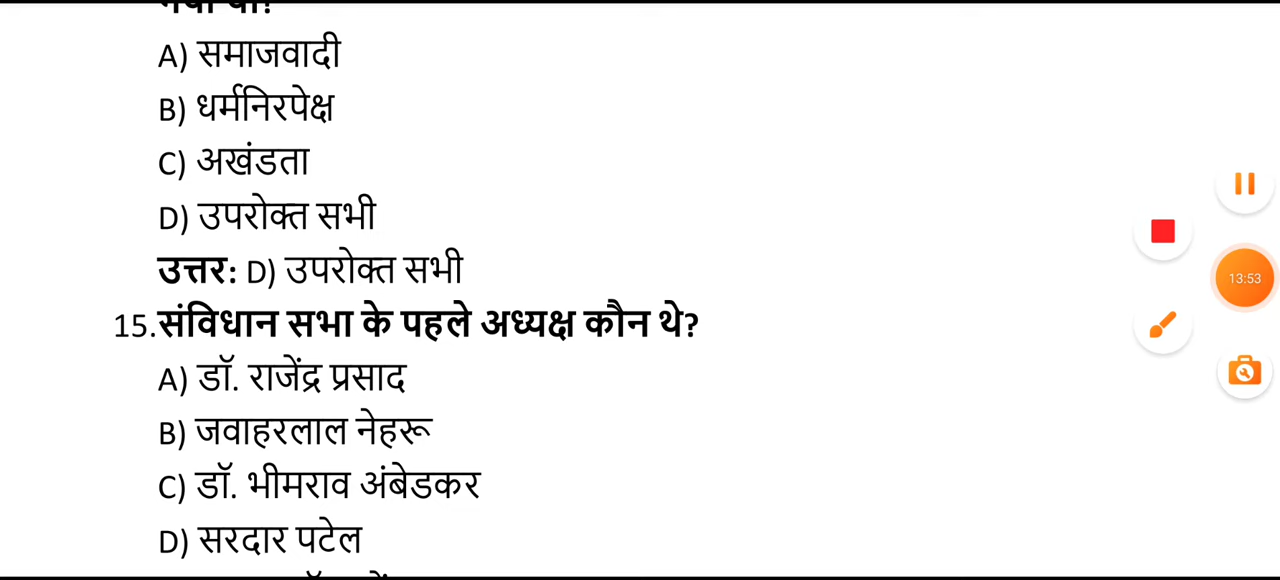 A) समाजवादी
B) धर्मनिरपेक्ष
C) अखंडता
D) उपरोक्त सभी
उत्तर: D) उपरोक्त सभी
15.संविधान सभा के पहले अध्यक्ष कौन थे?
A) डॉ. राजेंद्र प्रसाद
B) जवाहरलाल नेहरू
C) डॉ. भीमराव अंबेडकर
D) सरदार पटेल
13:53